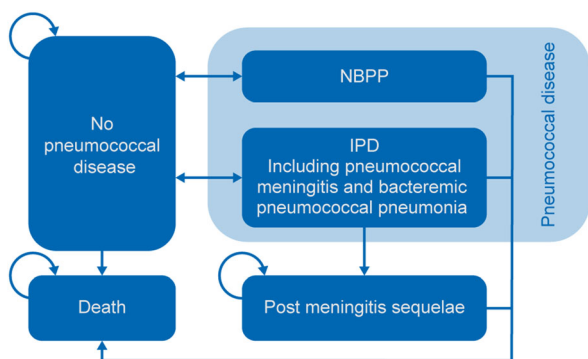 No
pneumococcal
disease
NBPP
IPD
Including pneumococcal
meningitis and bacteremic
pneumococcal pneumonia
Pneumococcal disease
Death
Post meningitis sequelae